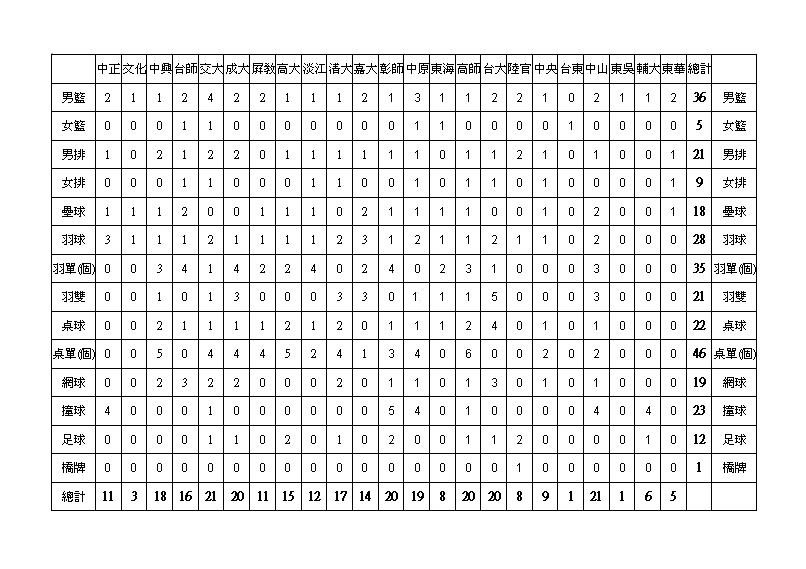 中正 文化 中興 台師 交大 成大 屏教 高大 淡江 清大 嘉大 彰師 中原 東海 高師 台大 陸官 中央 台東 中山 東吳 輔大 東華 總計
男籃 2 1 1 2 4 2 2 1 1 1 2 1 3 1 1 2 2 1 0 2 1 1 2 36 男籃
女籃 0 0 0 1 1 0 0 0 0 0 0 0 1 1 0 0 0 0 1 0 0 0 0 5 女籃
男排 1 0 2 1 2 2 0 1 1 1 1 1 1 0 1 1 2 1 0 1 0 0 1 21 男排
女排 0 0 0 1 1 0 0 0 1 1 0 0 1 0 1 1 0 1 0 0 0 0 1 9 女排
壘球 1 1 1 2 0 0 1 1 1 0 2 1 1 1 1 0 0 1 0 2 0 0 1 18 壘球
羽球 3 1 1 1 2 1 1 1 1 2 3 1 2 1 1 2 1 1 0 2 0 0 0 28 羽球
羽單(個) 0 0 3 4 1 4 2 2 4 0 2 4 0 2 3 1 0 0 0 3 0 0 0 35 羽單(個)
羽雙 0 0 1 0 1 3 0 0 0 3 3 0 1 1 1 5 0 0 0 3 0 0 0 21 羽雙
桌球 0 0 2 1 1 1 1 2 1 2 0 1 1 1 2 4 0 1 0 1 0 0 0 22 桌球
桌單(個) 0 0 5 0 4 4 4 5 2 4 1 3 4 0 6 0 0 2 0 2 0 0 0 46 桌單(個)
網球 0 0 2 3 2 2 0 0 0 2 0 1 1 0 1 3 0 1 0 1 0 0 0 19 網球
撞球 4 0 0 0 1 0 0 0 0 0 0 5 4 0 1 0 0 0 0 4 0 4 0 23 撞球
足球 0 0 0 0 1 1 0 2 0 1 0 2 0 0 1 1 2 0 0 0 0 1 0 12 足球
橋牌 0 0 0 0 0 0 0 0 0 0 0 0 0 0 0 0 1 0 0 0 0 0 0 1 橋牌
總計 11 3 18 16 21 20 11 15 12 17 14 20 19 8 20 20 8 9 1 21 1 6 5